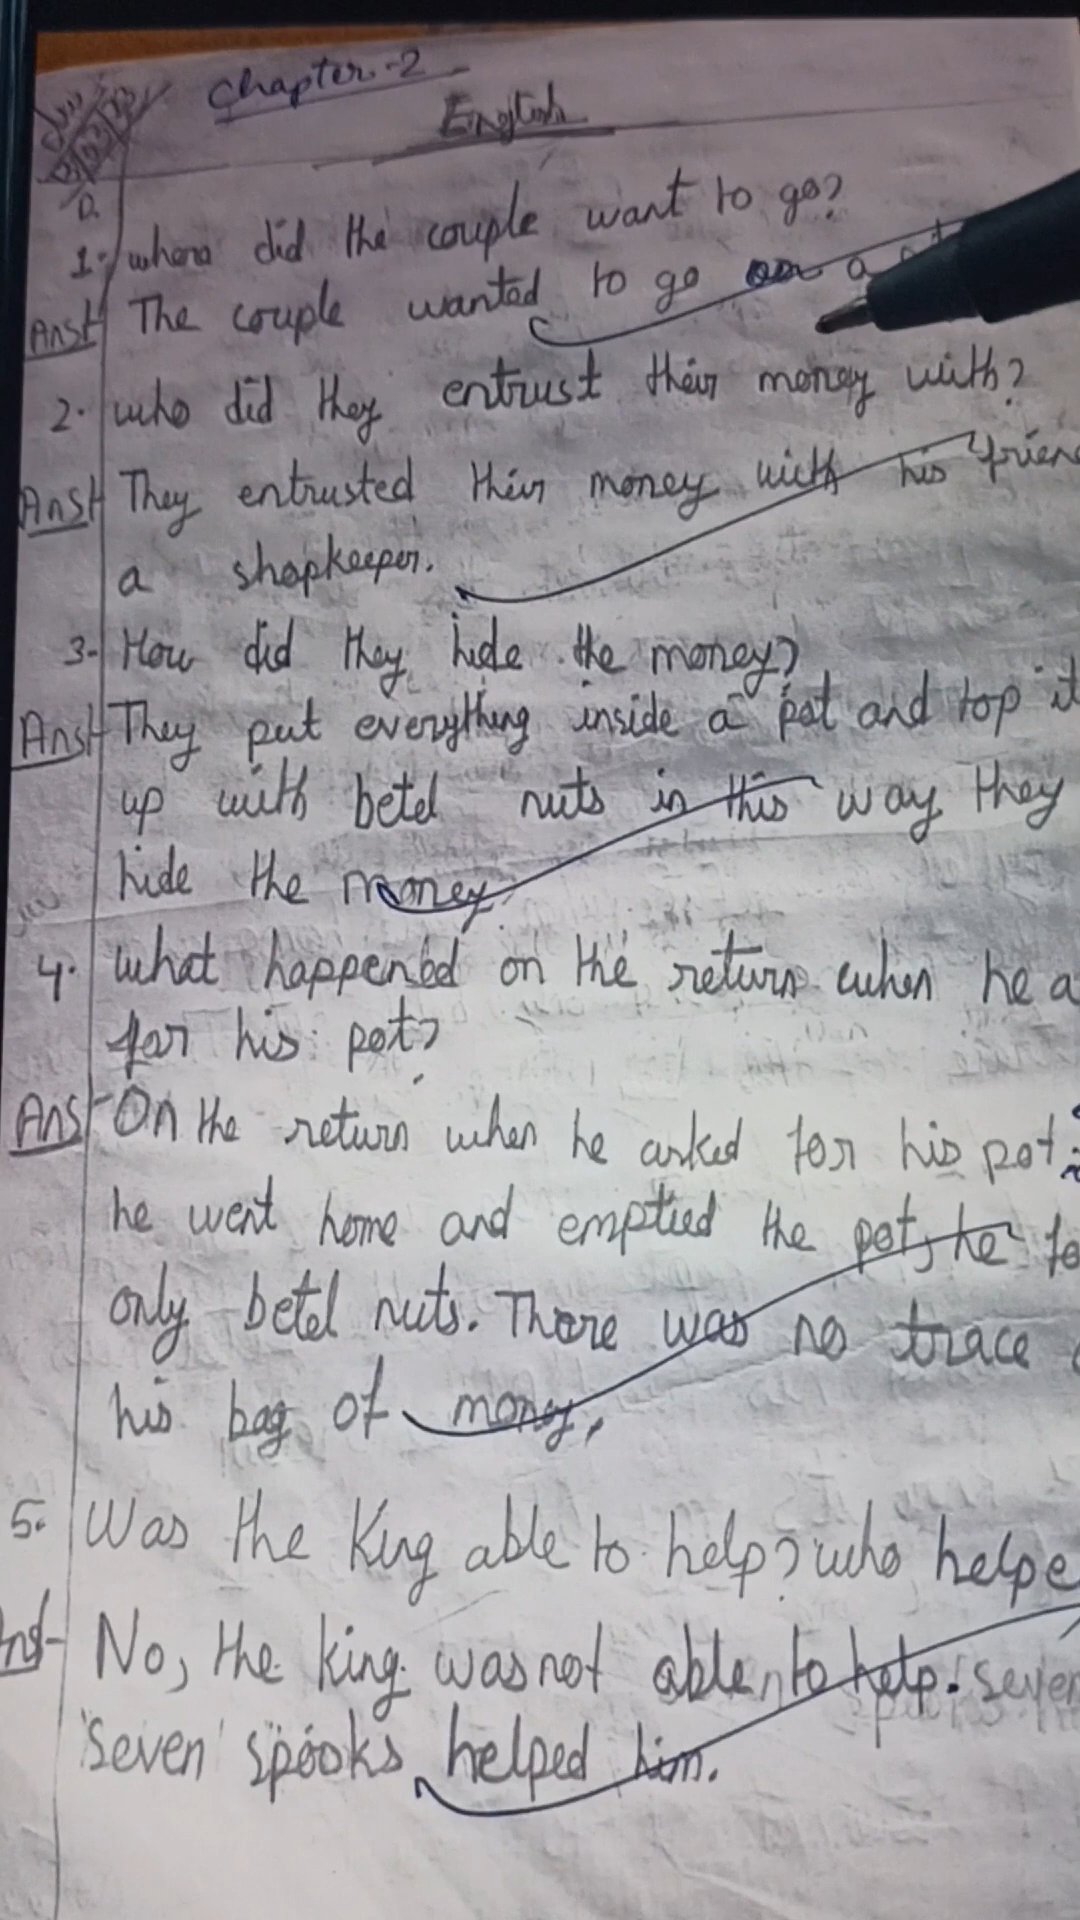 Chapter-2
English
D.
1. where did the couple want to go?
Ans- The couple wanted to go on a
2. who did they entrust their money with?
Ans- They entrusted their money with his friend
a shopkeeper.
3- How did they hide the money?
Ans- They put everything inside a pot and top it
up with betel nuts in this way they
hide the money.
4. what happened on the return when he a
for his pot?
Ans- On the return when he asked for his pot
he went home and emptied the pot, he fo
only betel nuts. There was no trace
his bag of money.
5. Was the King able to help? who helpe
Ans- No, the king was not able to help. seven
'seven' spooks helped him.